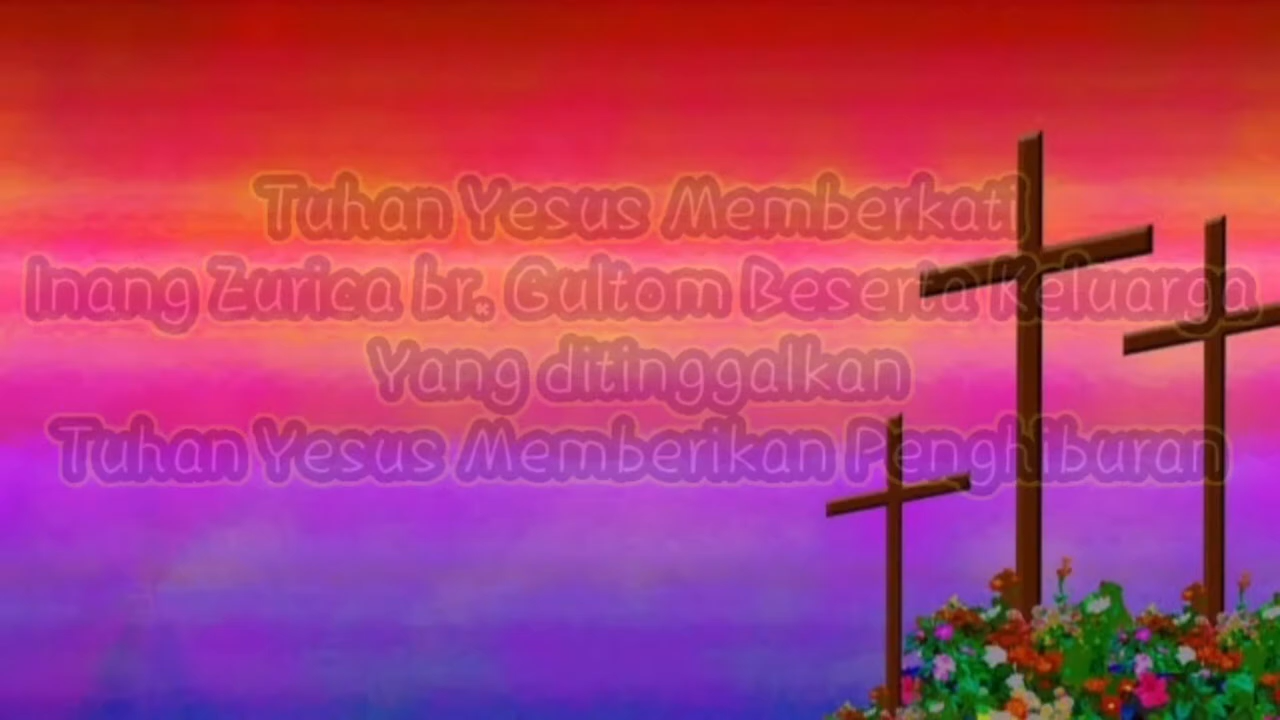 Tuhan Yesus Memberkati
Inang Zurica br. Gultom Beserta Keluarga
Yang ditinggalkan
Tuhan Yesus Memberikan Penghiburan